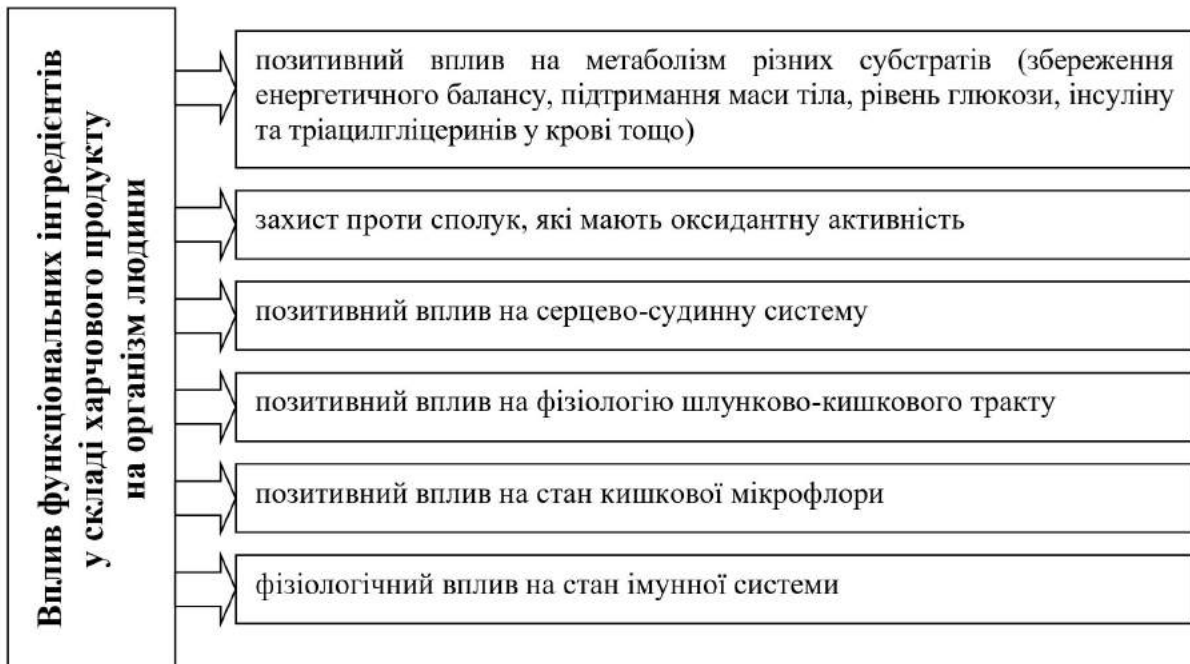 Вплив функціональних інгредієнтів
у складі харчового продукту
на організм людини
позитивний вплив на метаболізм різних субстратів (збереження
енергетичного балансу, підтримання маси тіла, рівень глюкози, інсуліну
та тріацилгліцеринів у крові тощо)
захист проти сполук, які мають оксидантну активність
позитивний вплив на серцево-судинну систему
позитивний вплив на фізіологію шлунково-кишкового тракту
позитивний вплив на стан кишкової мікрофлори
фізіологічний вплив на стан імунної системи